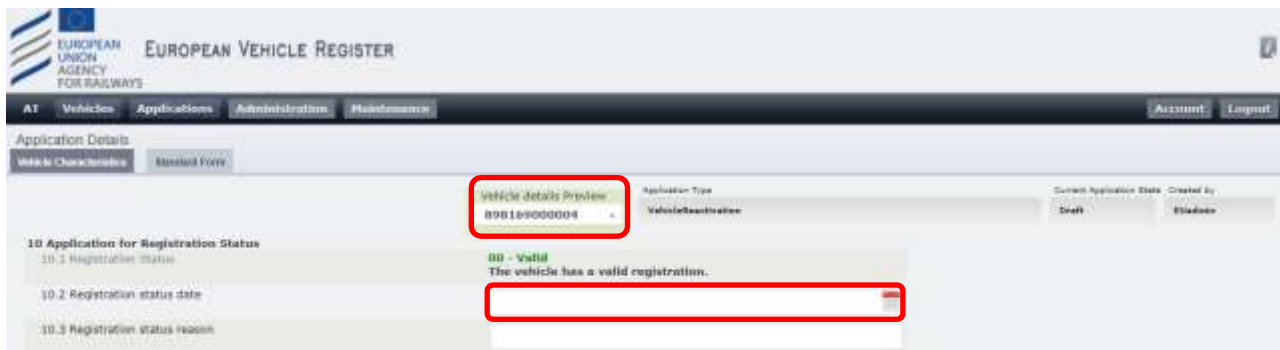 EUROPEAN
UNION
AGENCY
FOR RAILWAYS
EUROPEAN VEHICLE REGISTER
AT Vehicles Applications Administration Maintenance Account Logout
Application Details
Vehicle Characteristics Standard Form
Vehicle details Preview Application Type Current Application State Created by
898169000004 VehicleReactivation Draft
10 Application for Registration Status
10.1 Registration Status 00 - Valid
The vehicle has a valid registration.
10.2 Registration status date
10.3 Registration status reason